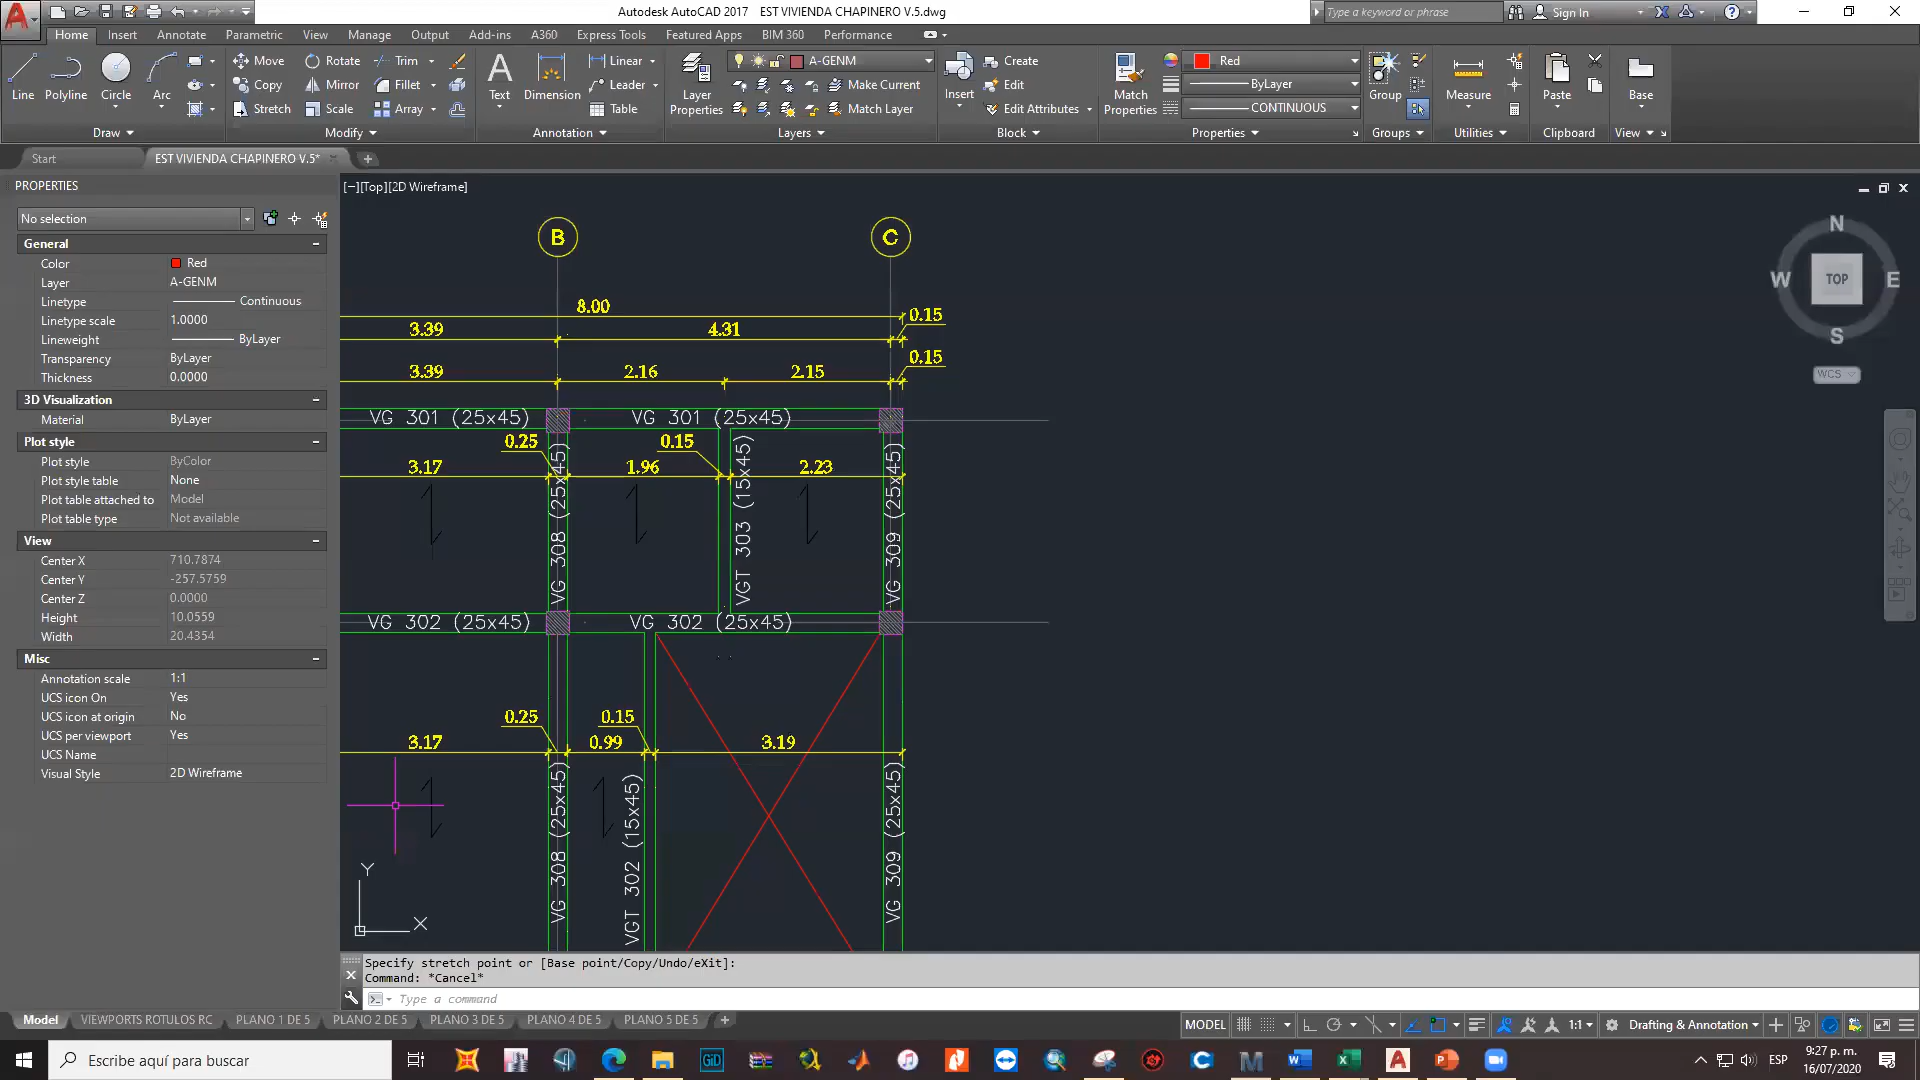 Autodesk AutoCAD 2017 EST VIVIENDA CHAPINERO V.5.dwg
Type a keyword or phrase
Sign In
Home Insert Annotate Parametric View Manage Output Add-ins A360 Express Tools Featured Apps BIM 360 Performance
Line Polyline Circle Arc
Move Rotate Trim
Copy Mirror Fillet
Stretch Scale Array
Text Dimension
Linear
Leader
Table
Layer Properties
A-GENM
Make Current
Match Layer
Insert
Create
Edit
Edit Attributes
Match Properties
Red
ByLayer
CONTINUOUS
Group Measure Paste Base
Draw Modify Annotation Layers Block Properties Groups Utilities Clipboard View
Start EST VIVIENDA CHAPINERO V.5*
PROPERTIES
No selection
General
Color Red
Layer A-GENM
Linetype Continuous
Linetype scale 1.0000
Lineweight ByLayer
Transparency ByLayer
Thickness 0.0000
3D Visualization
Material ByLayer
Plot style
Plot style ByColor
Plot style table None
Plot table attached to Model
Plot table type Not available
View
Center X 710.7874
Center Y -257.5759
Center Z 0.0000
Height 10.0559
Width 20.4354
Misc
Annotation scale 1:1
UCS icon On Yes
UCS icon at origin No
UCS per viewport Yes
UCS Name
Visual Style 2D Wireframe
[−][Top][2D Wireframe]
B C
8.00 0.15
3.39 4.31
0.15
3.39 2.16 2.15
VG 301 (25x45) VG 301 (25x45)
0.25 0.15
3.17 1.96 2.23
VG 308 (25x45)
VGT 303 (15x45)
VG 309 (25x45)
VG 302 (25x45) VG 302 (25x45)
0.25 0.15
3.17 0.99 3.19
VG 308 (25x45)
VGT 302 (15x45)
VG 309 (25x45)
Y
X
N
W TOP E
S
WCS
Specify stretch point or [Base point/Copy/Undo/eXit]:
Command: *Cancel*
Type a command
Model VIEWPORTS ROTULOS RC PLANO 1 DE 5 PLANO 2 DE 5 PLANO 3 DE 5 PLANO 4 DE 5 PLANO 5 DE 5
MODEL 1:1 Drafting & Annotation
Escribe aquí para buscar
GiD
ESP
9:27 p. m.
16/07/2020